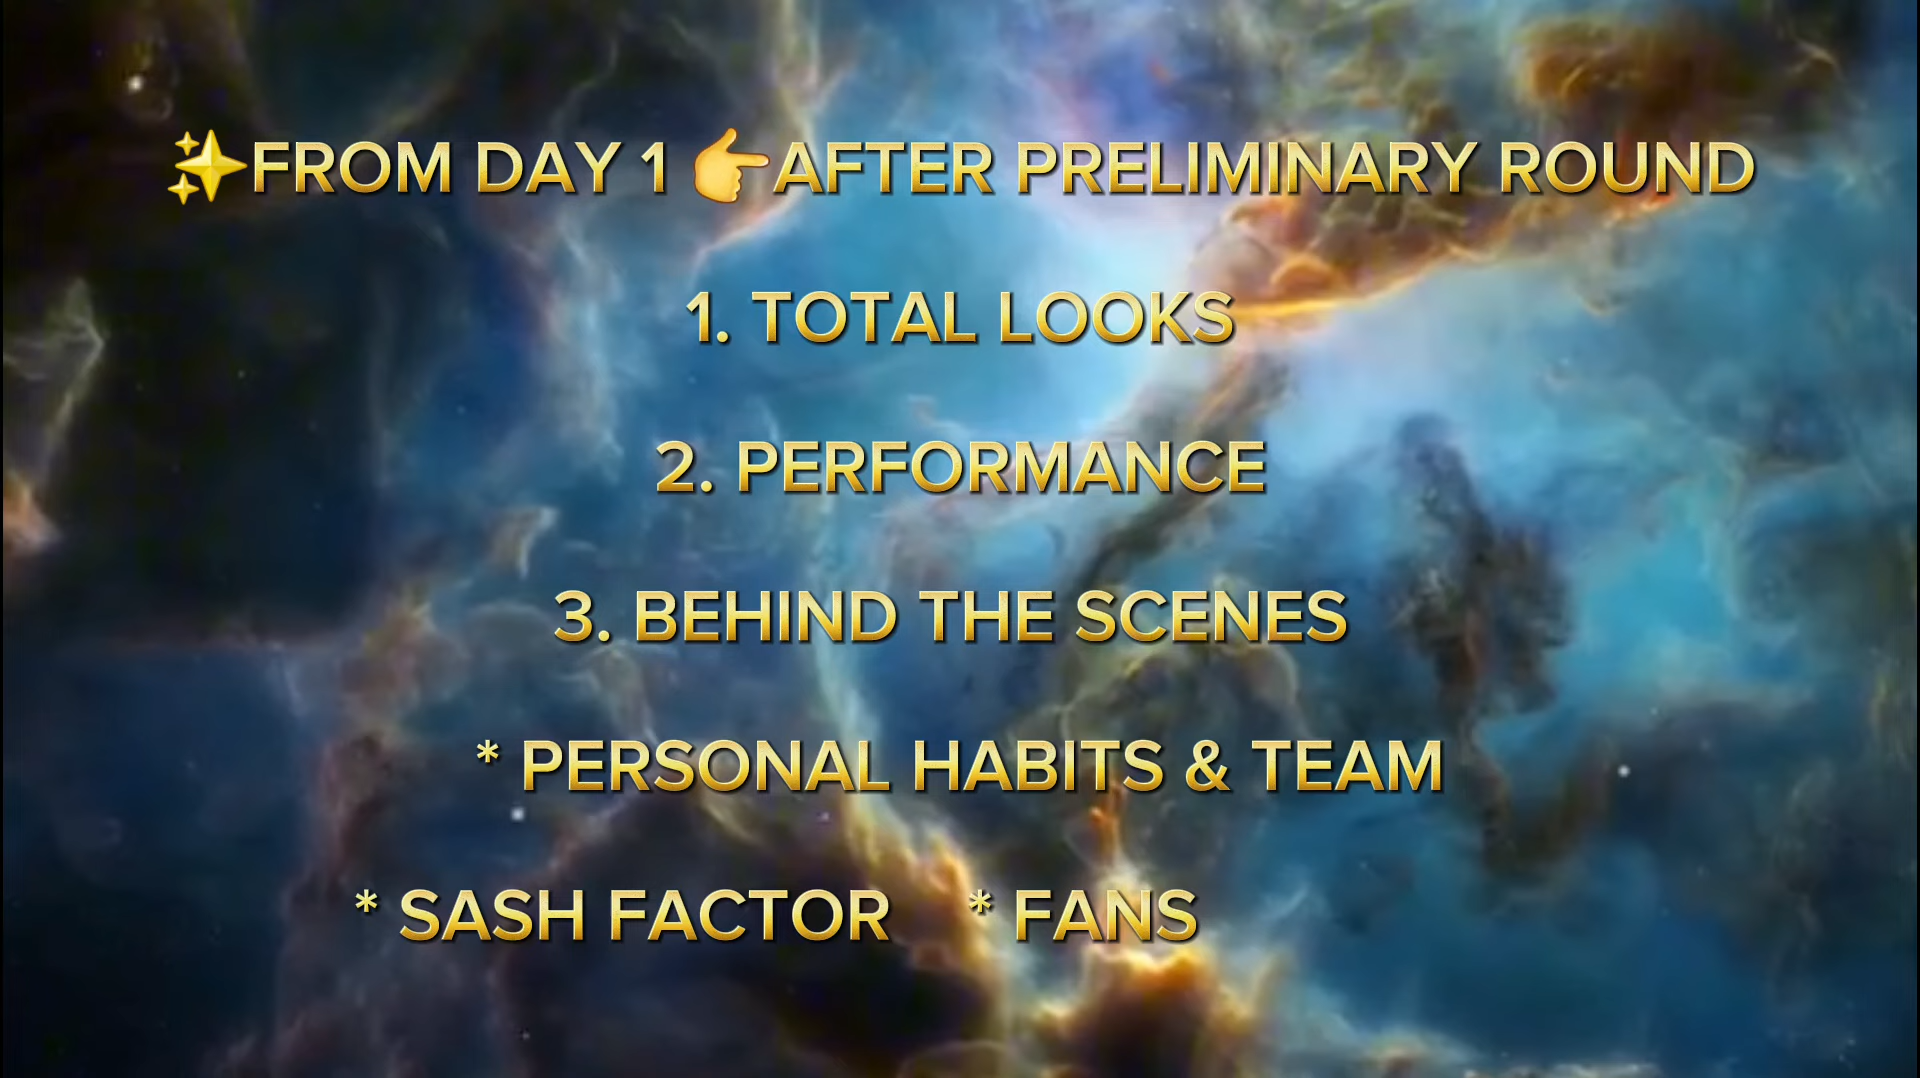 ✨FROM DAY 1 👉AFTER PRELIMINARY ROUND
1. TOTAL LOOKS
2. PERFORMANCE
3. BEHIND THE SCENES
* PERSONAL HABITS & TEAM
* SASH FACTOR * FANS